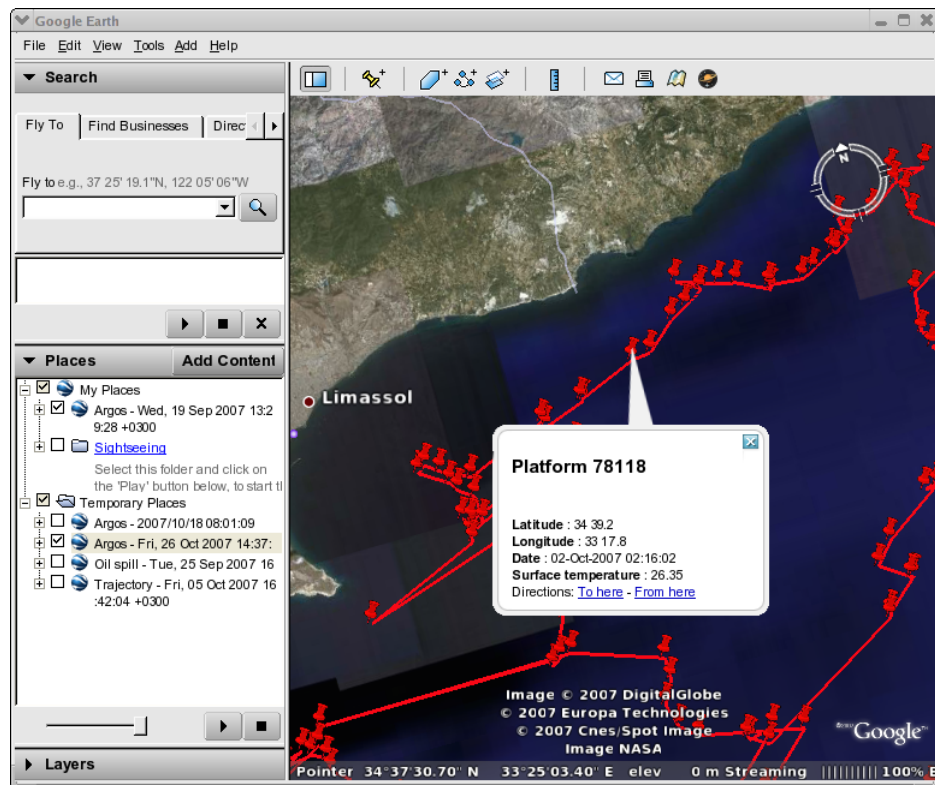 Google Earth
File Edit View Tools Add Help
Search
Fly To Find Businesses Direc
Fly to e.g., 37 25' 19.1"N, 122 05' 06"W
Places Add Content
My Places
Argos - Wed, 19 Sep 2007 13:2
9:28 +0300
Sightseeing
Select this folder and click on
the 'Play' button below, to start tl
Temporary Places
Argos - 2007/10/18 08:01:09
Argos - Fri, 26 Oct 2007 14:37:
Oil spill - Tue, 25 Sep 2007 16
Trajectory - Fri, 05 Oct 2007 16
:42:04 +0300
Layers
N
Limassol
Platform 78118
Latitude : 34 39.2
Longitude : 33 17.8
Date : 02-Oct-2007 02:16:02
Surface temperature : 26.35
Directions: To here - From here
Image © 2007 DigitalGlobe
© 2007 Europa Technologies
© 2007 Cnes/Spot Image
Image NASA
Google™
Pointer 34°37'30.70" N 33°25'03.40" E elev 0 m Streaming |||||||||| 100% E